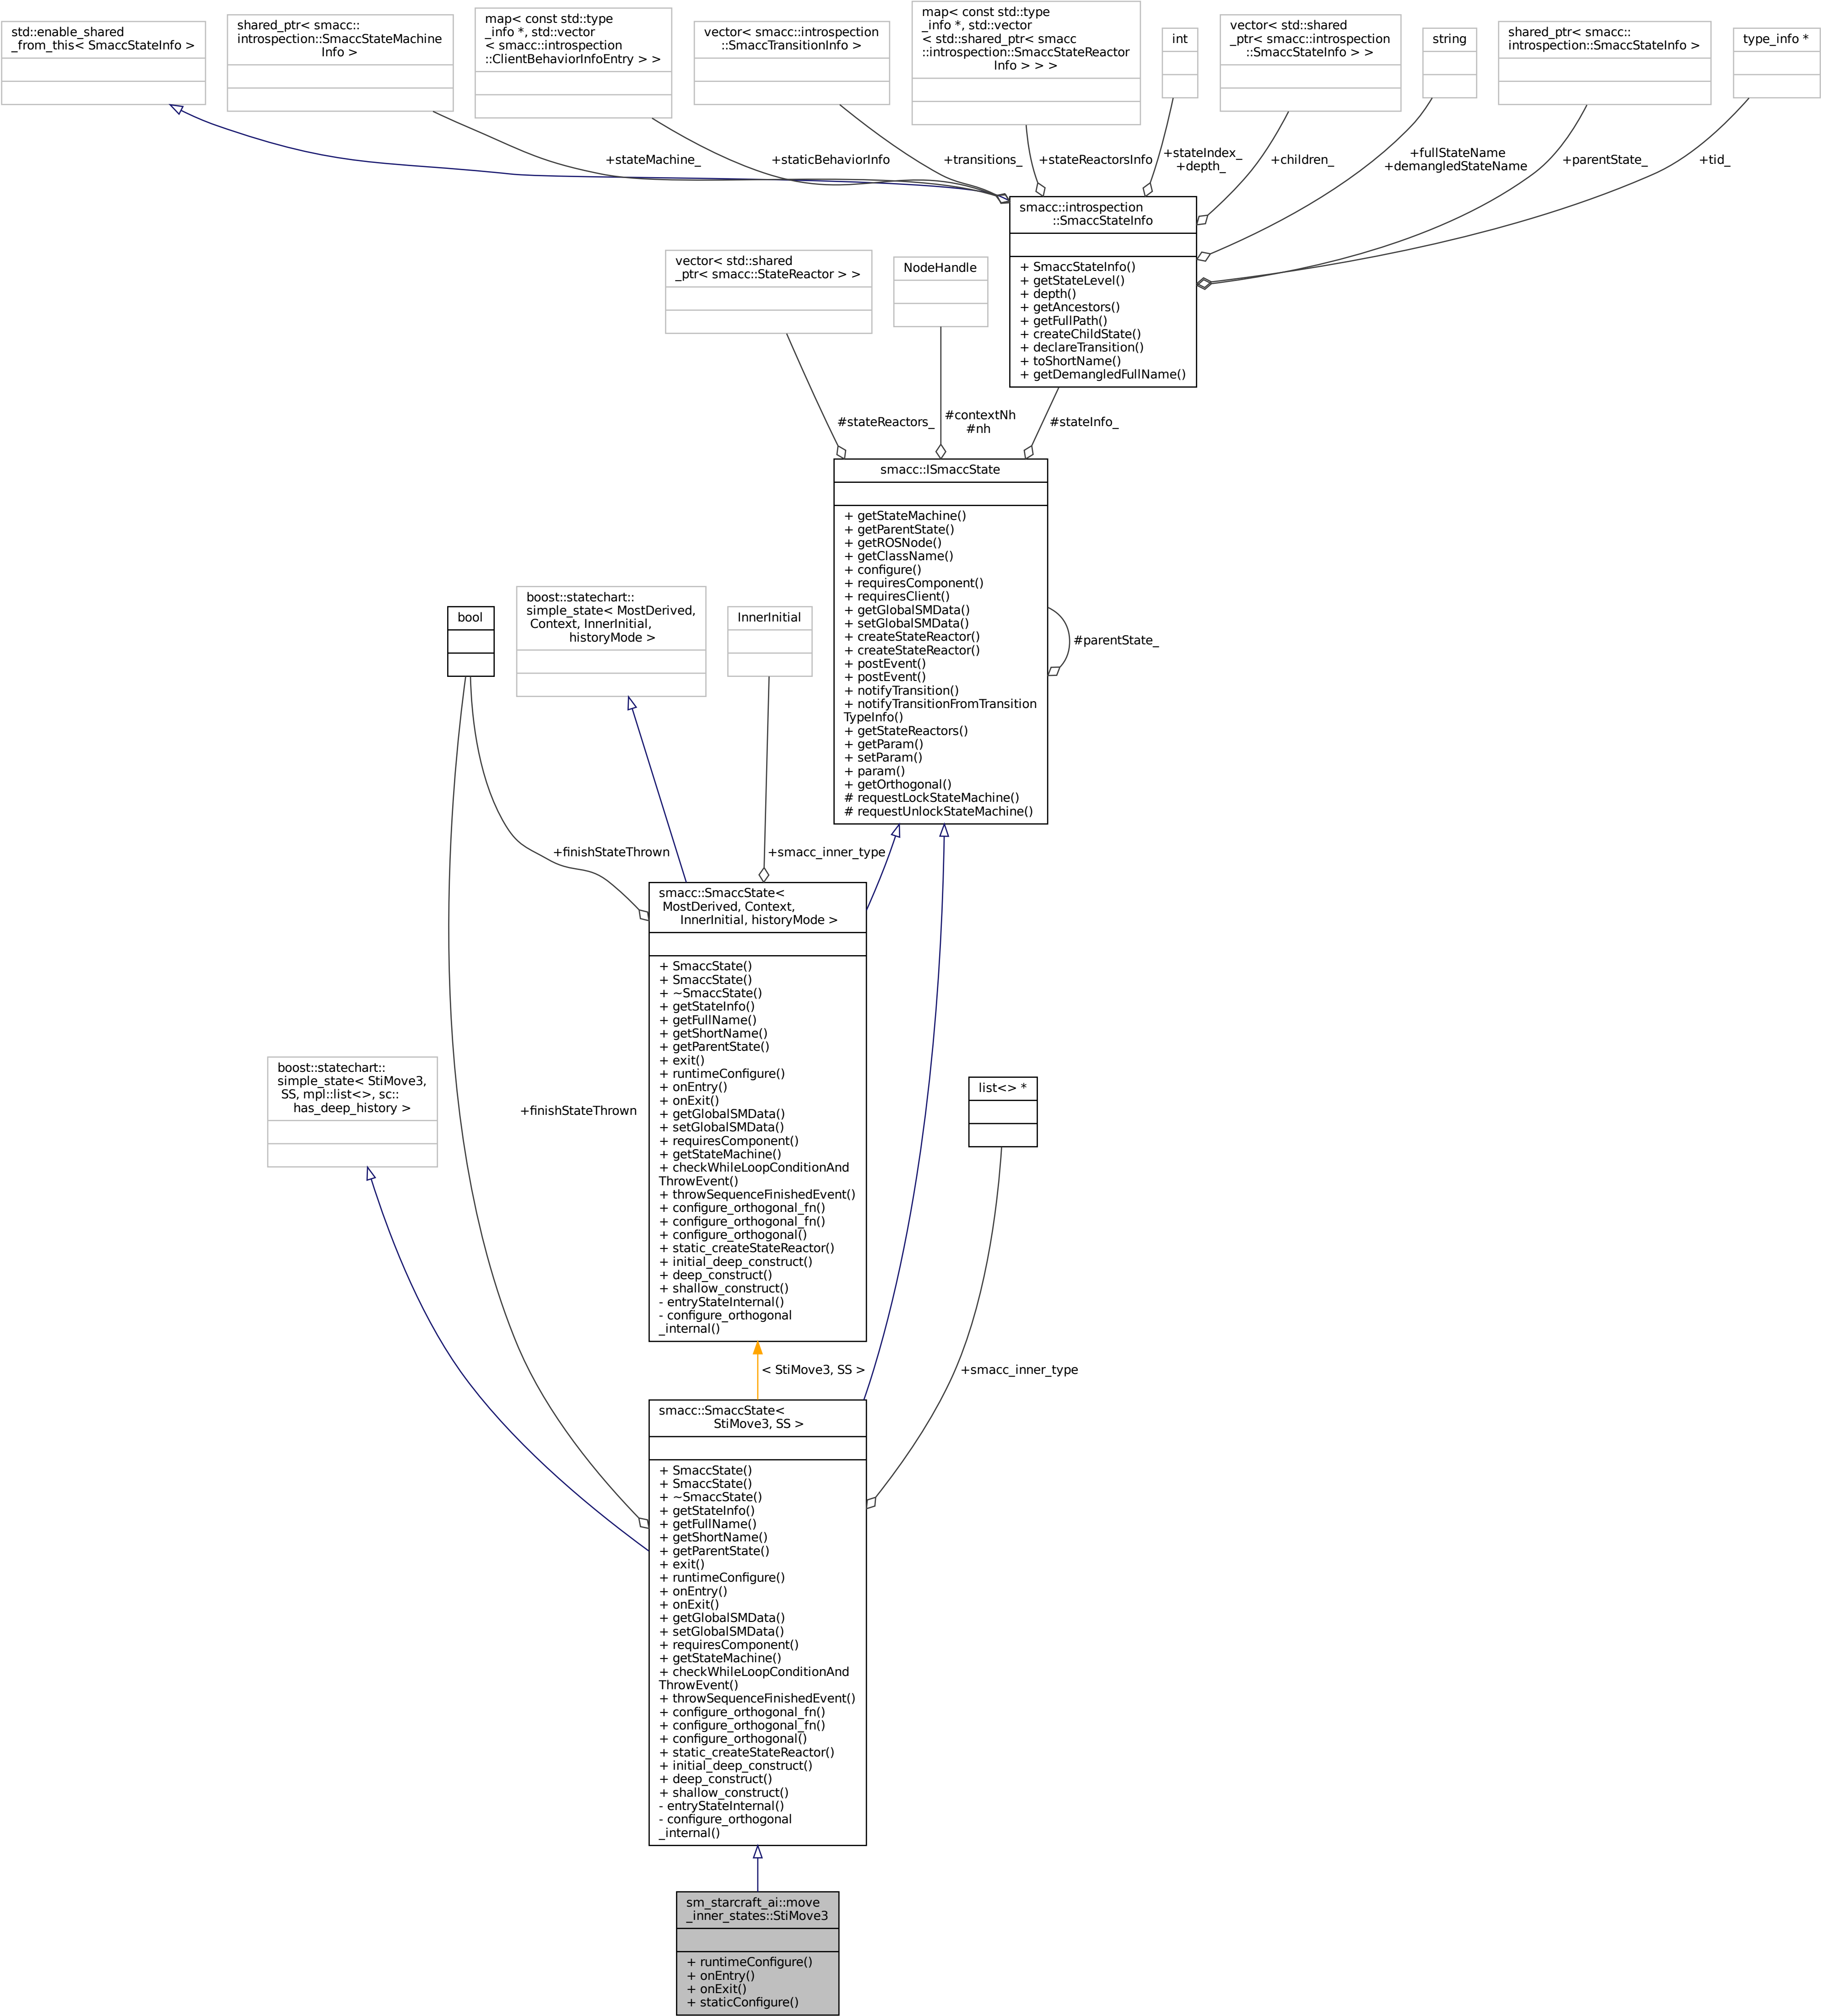 std::enable_shared
_from_this< SmaccStateInfo >
shared_ptr< smacc::
introspection::SmaccStateMachine
Info >
map< const std::type
_info *, std::vector
< smacc::introspection
::ClientBehaviorInfoEntry > >
vector< smacc::introspection
::SmaccTransitionInfo >
map< const std::type
_info *, std::vector
< std::shared_ptr< smacc
::introspection::SmaccStateReactor
Info > > >
int
vector< std::shared
_ptr< smacc::introspection
::SmaccStateInfo > >
string
shared_ptr< smacc::
introspection::SmaccStateInfo >
type_info *
+stateMachine_
+staticBehaviorInfo
+transitions_
+stateReactorsInfo
+stateIndex_
+depth_
+children_
+fullStateName
+demangledStateName
+parentState_
+tid_
smacc::introspection
::SmaccStateInfo
+ SmaccStateInfo()
+ getStateLevel()
+ depth()
+ getAncestors()
+ getFullPath()
+ createChildState()
+ declareTransition()
+ toShortName()
+ getDemangledFullName()
vector< std::shared
_ptr< smacc::StateReactor > >
NodeHandle
#stateReactors_
#contextNh
#nh
#stateInfo_
smacc::ISmaccState
+ getStateMachine()
+ getParentState()
+ getROSNode()
+ getClassName()
+ configure()
+ requiresComponent()
+ requiresClient()
+ getGlobalSMData()
+ setGlobalSMData()
+ createStateReactor()
+ createStateReactor()
+ postEvent()
+ postEvent()
+ notifyTransition()
+ notifyTransitionFromTransition
TypeInfo()
+ getStateReactors()
+ getParam()
+ setParam()
+ param()
+ getOrthogonal()
# requestLockStateMachine()
# requestUnlockStateMachine()
#parentState_
bool
boost::statechart::
simple_state< MostDerived,
Context, InnerInitial,
historyMode >
InnerInitial
+finishStateThrown
+smacc_inner_type
smacc::SmaccState<
MostDerived, Context,
InnerInitial, historyMode >
+ SmaccState()
+ SmaccState()
+ ~SmaccState()
+ getStateInfo()
+ getFullName()
+ getShortName()
+ getParentState()
+ exit()
+ runtimeConfigure()
+ onEntry()
+ onExit()
+ getGlobalSMData()
+ setGlobalSMData()
+ requiresComponent()
+ getStateMachine()
+ checkWhileLoopConditionAnd
ThrowEvent()
+ throwSequenceFinishedEvent()
+ configure_orthogonal_fn()
+ configure_orthogonal_fn()
+ configure_orthogonal()
+ static_createStateReactor()
+ initial_deep_construct()
+ deep_construct()
+ shallow_construct()
- entryStateInternal()
- configure_orthogonal
_internal()
boost::statechart::
simple_state< StiMove3,
SS, mpl::list<>, sc::
has_deep_history >
+finishStateThrown
list<> *
< StiMove3, SS >
+smacc_inner_type
smacc::SmaccState<
StiMove3, SS >
+ SmaccState()
+ SmaccState()
+ ~SmaccState()
+ getStateInfo()
+ getFullName()
+ getShortName()
+ getParentState()
+ exit()
+ runtimeConfigure()
+ onEntry()
+ onExit()
+ getGlobalSMData()
+ setGlobalSMData()
+ requiresComponent()
+ getStateMachine()
+ checkWhileLoopConditionAnd
ThrowEvent()
+ throwSequenceFinishedEvent()
+ configure_orthogonal_fn()
+ configure_orthogonal_fn()
+ configure_orthogonal()
+ static_createStateReactor()
+ initial_deep_construct()
+ deep_construct()
+ shallow_construct()
- entryStateInternal()
- configure_orthogonal
_internal()
sm_starcraft_ai::move
_inner_states::StiMove3
+ runtimeConfigure()
+ onEntry()
+ onExit()
+ staticConfigure()